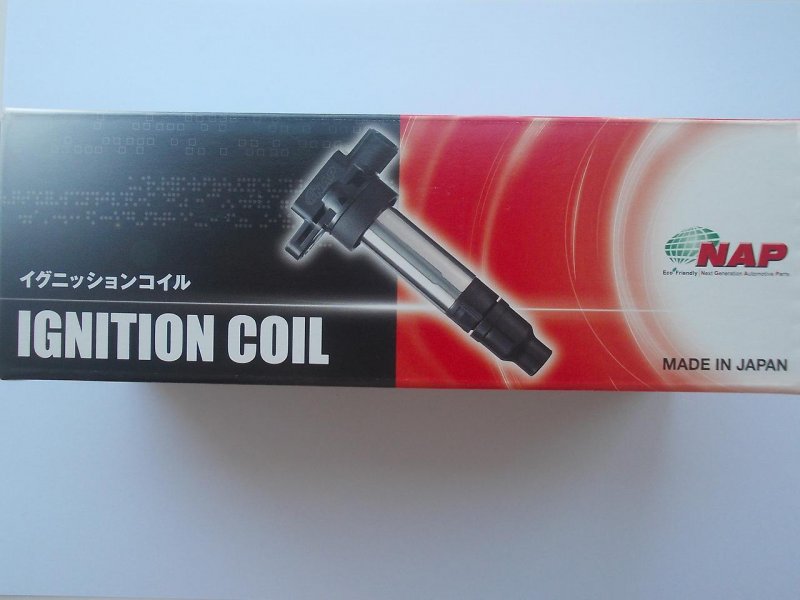 イグニッションコイル
IGNITION COIL
NAP
Eco Friendly Next Generation Automotive Parts
MADE IN JAPAN